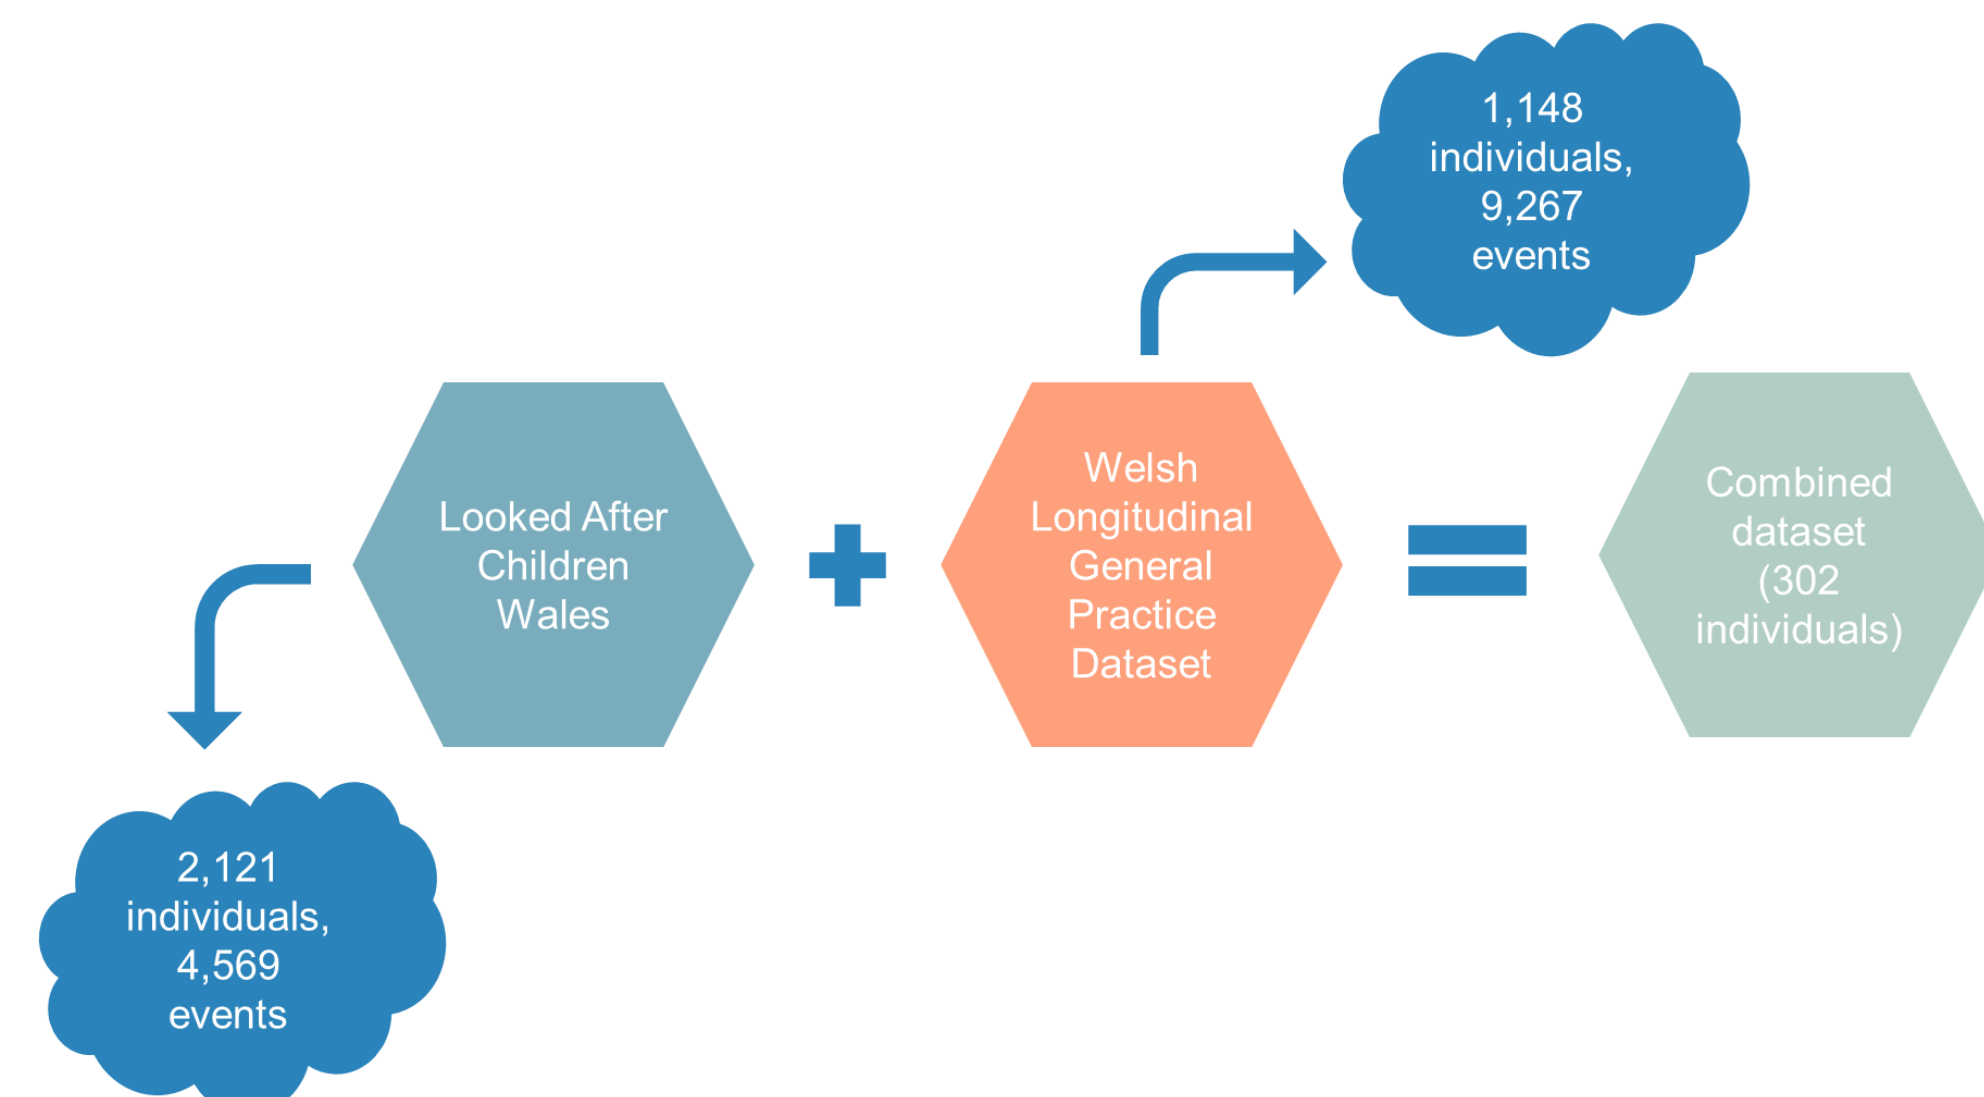 1,148
individuals,
9,267
events
Looked After
Children
Wales
Welsh
Longitudinal
General
Practice
Dataset
Combined
dataset
(302
individuals)
2,121
individuals,
4,569
events